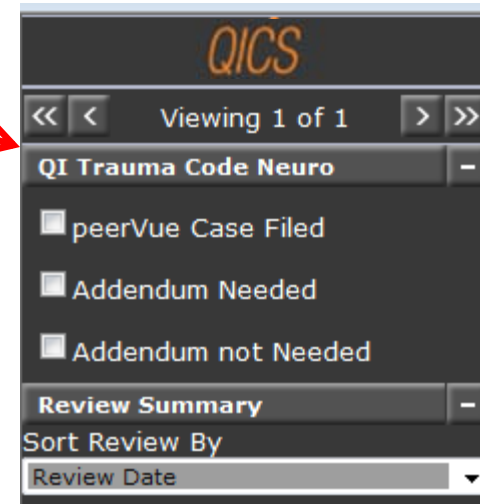 QICS
<< < Viewing 1 of 1 > >>
QI Trauma Code Neuro -
peerVue Case Filed
Addendum Needed
Addendum not Needed
Review Summary -
Sort Review By
Review Date